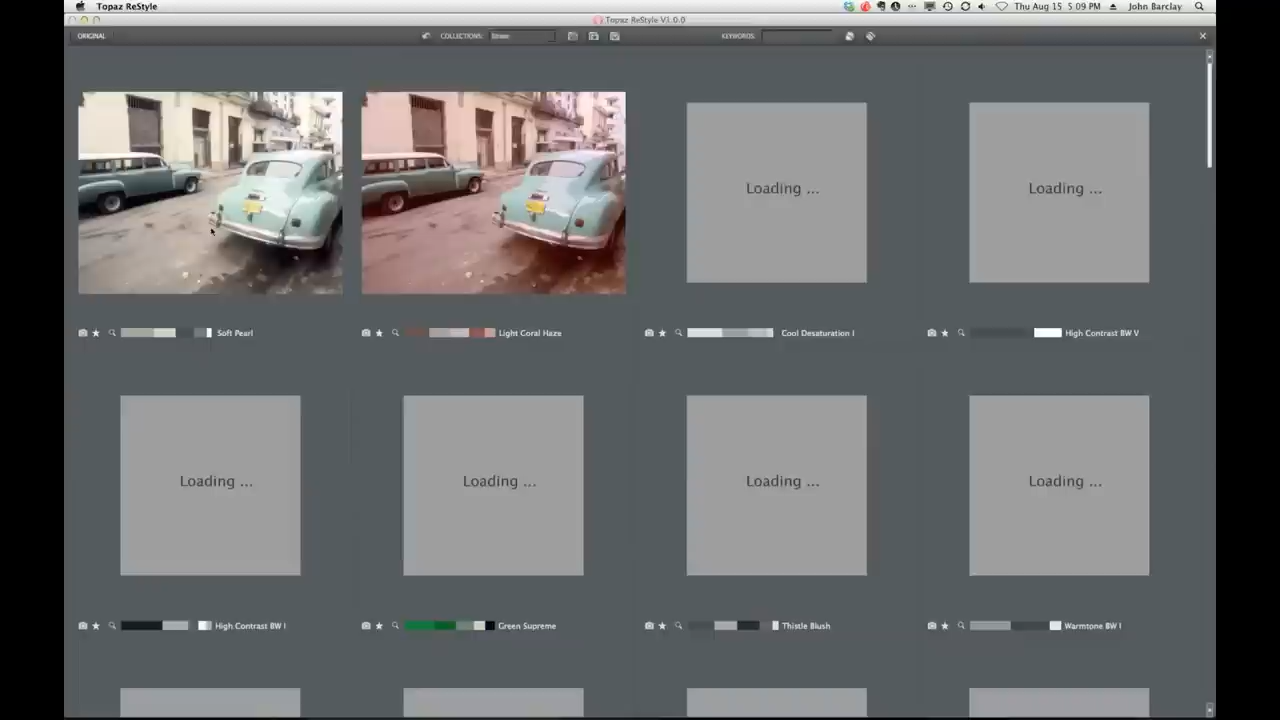 Topaz ReStyle
Thu Aug 15 5:09 PM
John Barclay
Topaz ReStyle V1.0.0
ORIGINAL
COLLECTIONS:
KEYWORDS:
Loading ...
Loading ...
Soft Pearl
Light Coral Haze
Cool Desaturation I
High Contrast BW V
Loading ...
Loading ...
Loading ...
Loading ...
High Contrast BW I
Green Supreme
Thistle Blush
Warmtone BW I